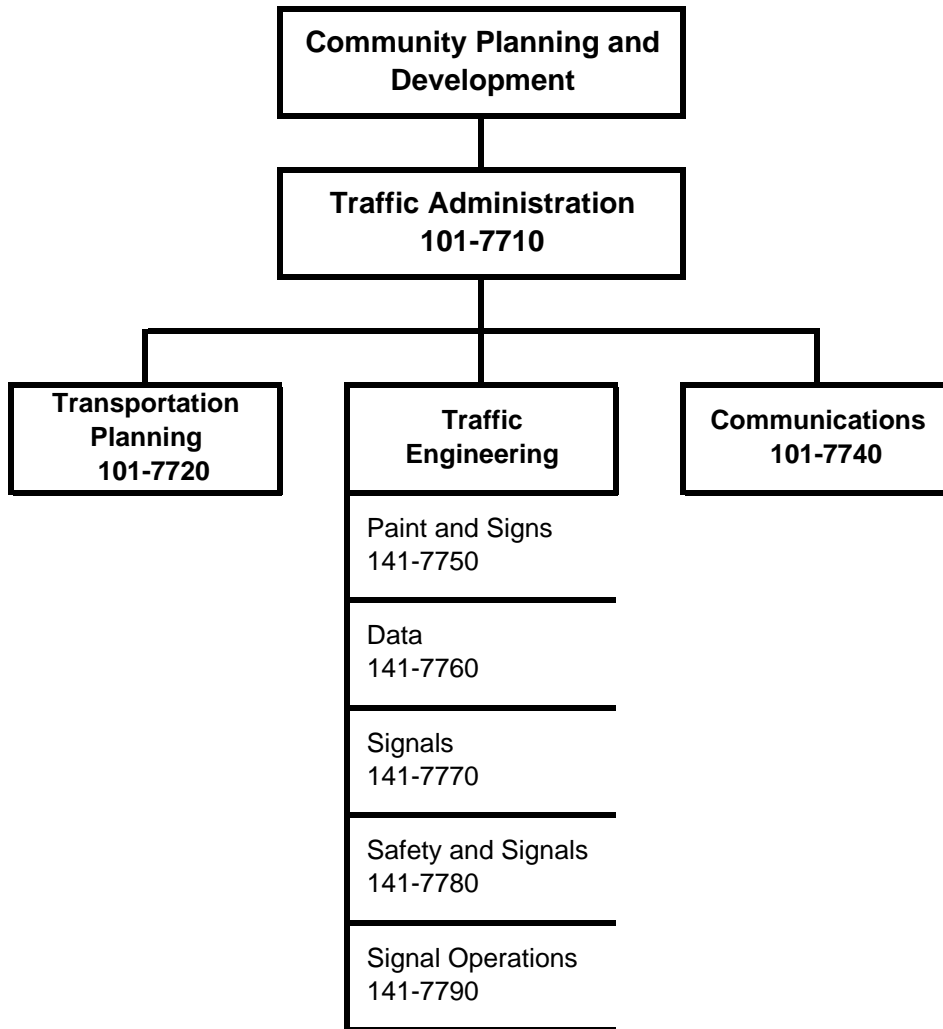 Community Planning and
Development
Traffic Administration
101-7710
Transportation
Planning
101-7720
Traffic
Engineering
Communications
101-7740
Paint and Signs
141-7750
Data
141-7760
Signals
141-7770
Safety and Signals
141-7780
Signal Operations
141-7790